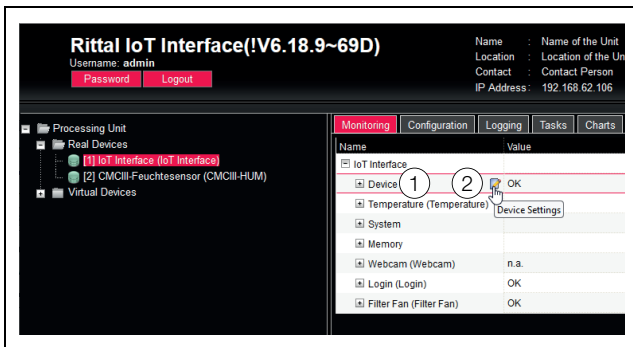 Rittal IoT Interface(!V6.18.9~69D)
Username: admin
Password Logout
Name : Name of the Unit
Location : Location of the Un
Contact : Contact Person
IP Address: 192.168.62.106
Processing Unit
Real Devices
[1] IoT Interface (IoT Interface)
[2] CMCIII-Feuchtesensor (CMCIII-HUM)
Virtual Devices
Monitoring Configuration Logging Tasks Charts
Name Value
IoT Interface
Device 1 2 OK
Temperature (Temperature)
Device Settings
System
Memory
Webcam (Webcam) n.a.
Login (Login) OK
Filter Fan (Filter Fan) OK